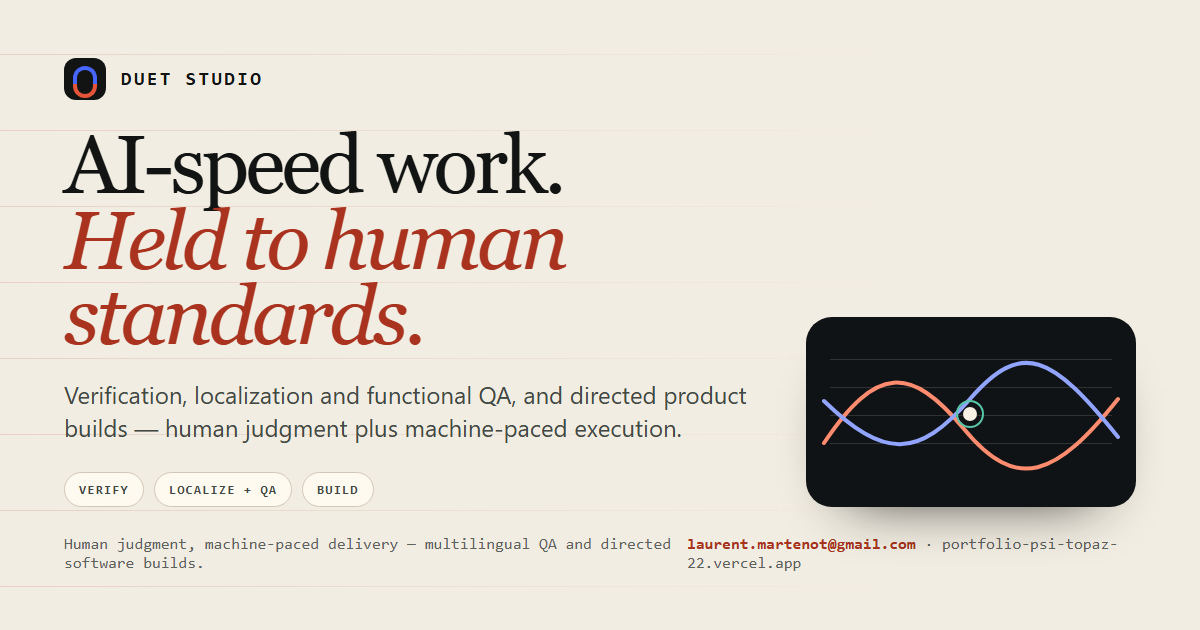 DUET STUDIO
AI-speed work.
Held to human
standards.
Verification, localization and functional QA, and directed product
builds — human judgment plus machine-paced execution.
VERIFY
LOCALIZE + QA
BUILD
Human judgment, machine-paced delivery — multilingual QA and directed
software builds.
laurent.martenot@gmail.com · portfolio-psi-topaz-
22.vercel.app